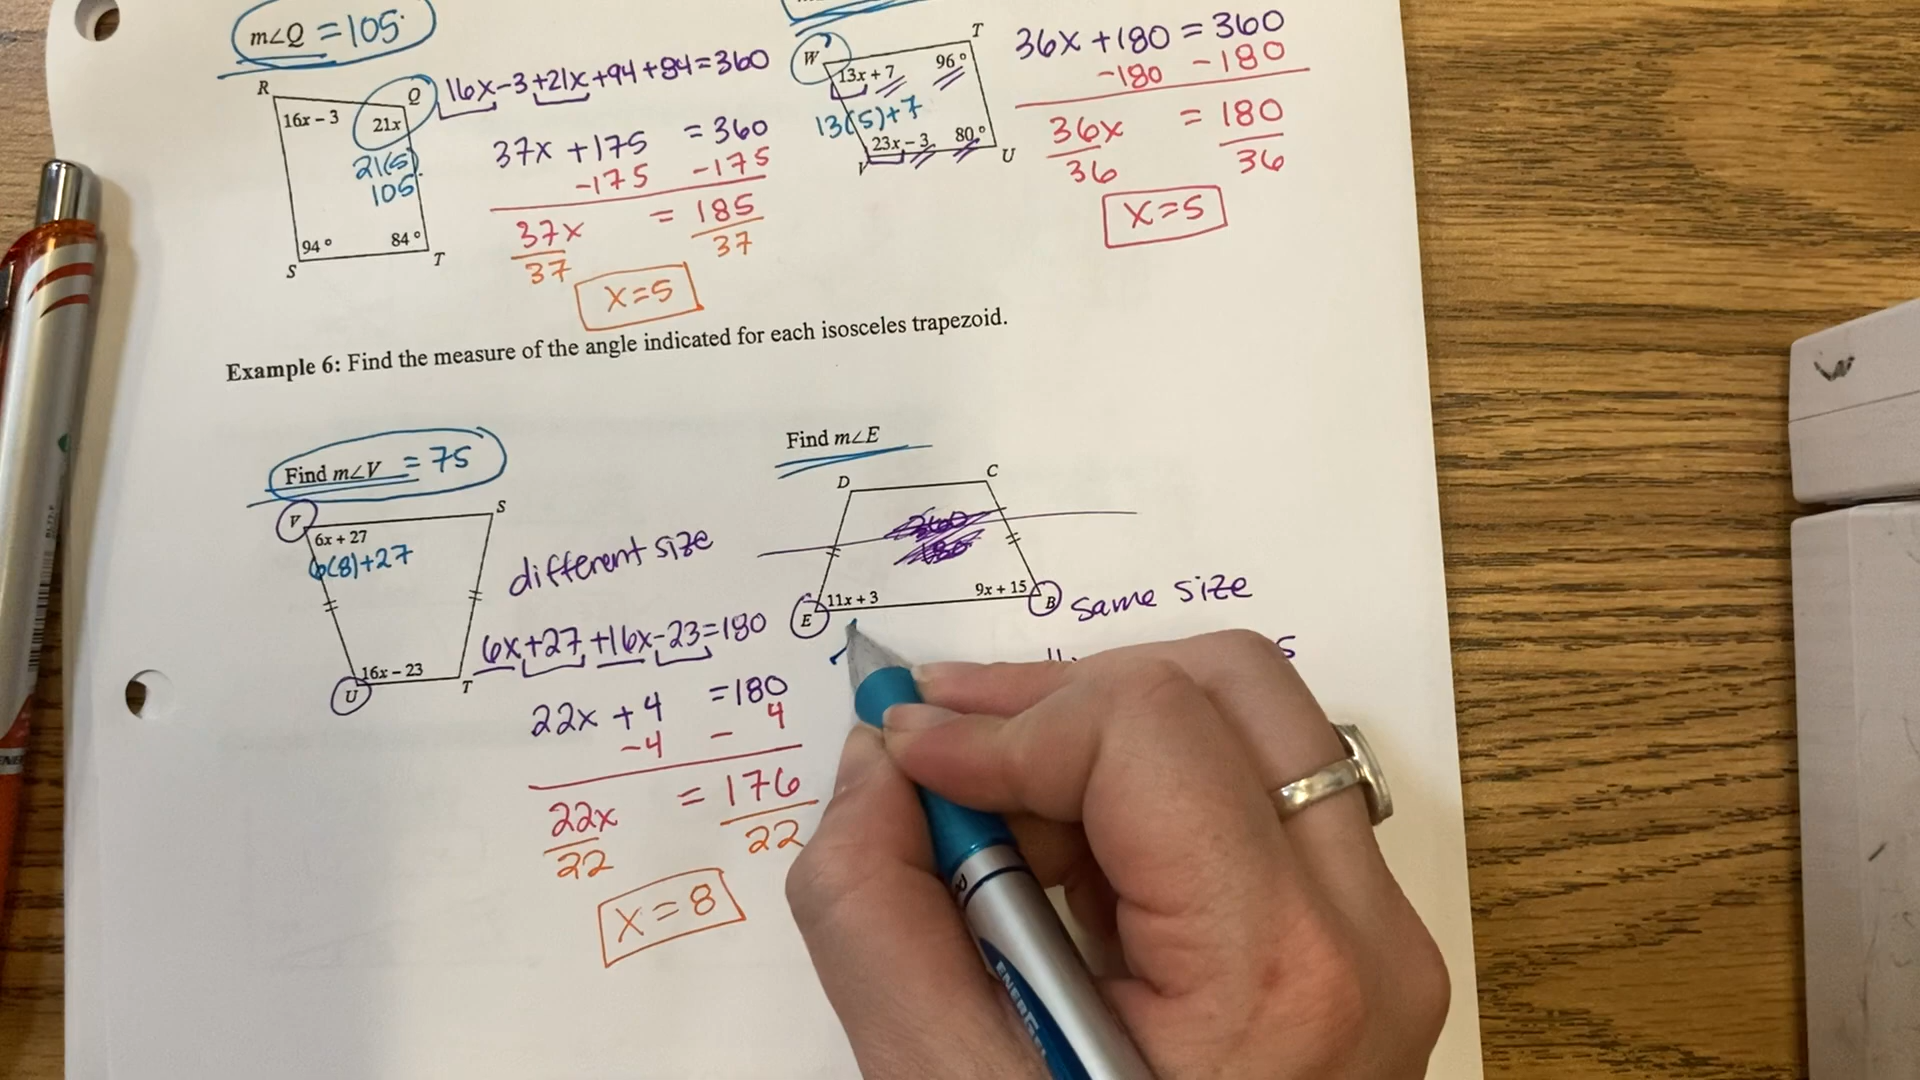 m∠Q = 105
R
Q
16x − 3
21x
21(5)
105
94°
84°
S
T
16x − 3 + 21x + 94 + 84 = 360
37x + 175 = 360
−175 −175
37x = 185
37 37
x = 5
W
T
13x + 7
96°
13(5) + 7
23x − 3
80°
U
36x + 180 = 360
−180 −180
36x = 180
36 36
x = 5
Example 6: Find the measure of the angle indicated for each isosceles trapezoid.
Find m∠V = 75
V
S
6x + 27
6(8) + 27
16x − 23
U
T
different size
6x + 27 + 16x − 23 = 180
22x + 4 = 180
−4 − 4
22x = 176
22 22
x = 8
Find m∠E
D
C
360
180
11x + 3
9x + 15
E
B
same size
ENERGEL